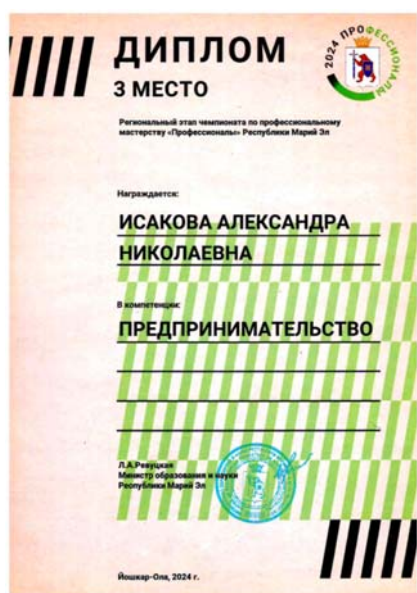 ДИПЛОМ
3 МЕСТО
2024 ПРОФЕССИОНАЛЫ
Региональный этап чемпионата по профессиональному
мастерству «Профессионалы» Республики Марий Эл
Награждается:
ИСАКОВА АЛЕКСАНДРА
НИКОЛАЕВНА
В компетенции:
ПРЕДПРИНИМАТЕЛЬСТВО
Л.А.Ревуцкая
Министр образования и науки
Республики Марий Эл
Йошкар-Ола, 2024 г.